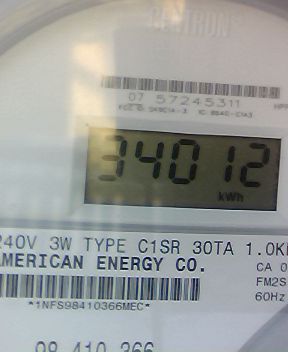 CENTRON
07 57245311
34012
kWh
240V 3W TYPE C1SR 30TA 1.0K
AMERICAN ENERGY CO.
CA 0
FM2S
60Hz
*1NFS98410366MEC*
98 410 366